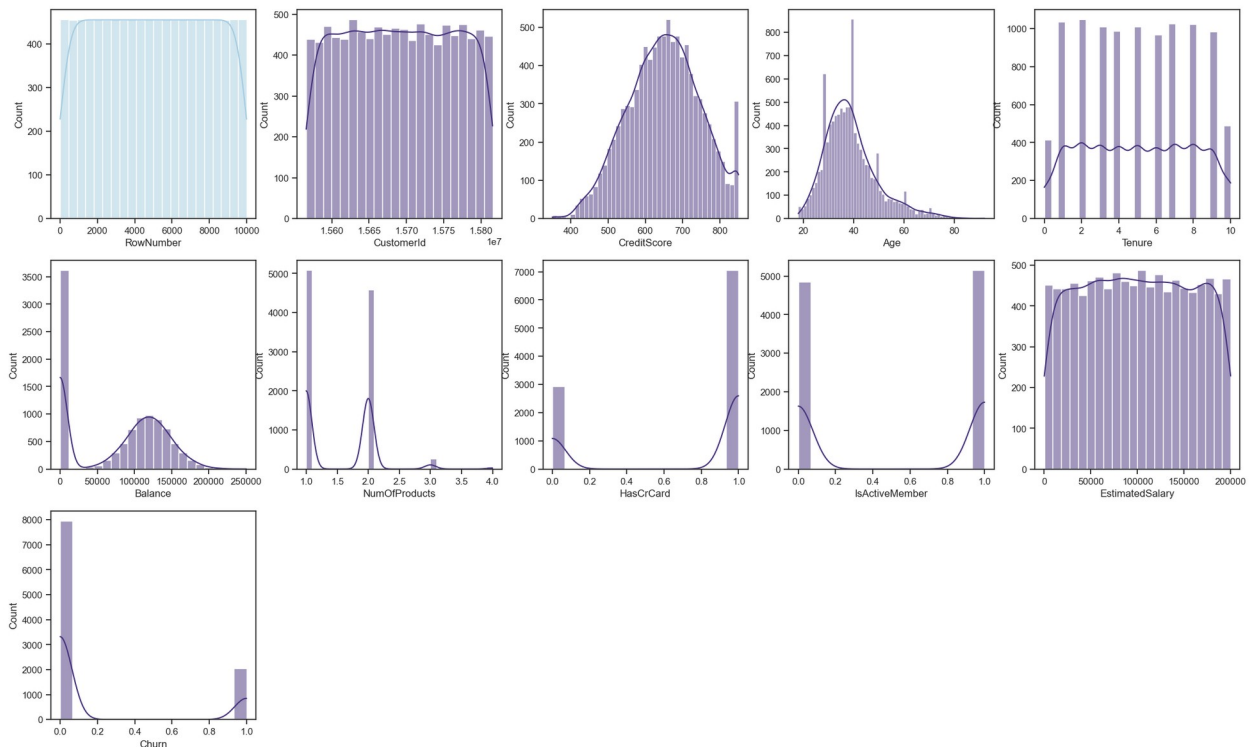 Count
400
300
200
100
0
0 2000 4000 6000 8000 10000
RowNumber
Count
500
400
300
200
100
0
1.560 1.565 1.570 1.575 1.580
CustomerId
1e7
Count
500
400
300
200
100
0
400 500 600 700 800
CreditScore
Count
800
700
600
500
400
300
200
100
0
20 40 60 80
Age
Count
1000
800
600
400
200
0
0 2 4 6 8 10
Tenure
Count
3500
3000
2500
2000
1500
1000
500
0
0 50000 100000 150000 200000 250000
Balance
Count
5000
4000
3000
2000
1000
0
1.0 1.5 2.0 2.5 3.0 3.5 4.0
NumOfProducts
Count
7000
6000
5000
4000
3000
2000
1000
0
0.0 0.2 0.4 0.6 0.8 1.0
HasCrCard
Count
5000
4000
3000
2000
1000
0
0.0 0.2 0.4 0.6 0.8 1.0
IsActiveMember
Count
500
400
300
200
100
0
0 50000 100000 150000 200000
EstimatedSalary
Count
8000
7000
6000
5000
4000
3000
2000
1000
0
0.0 0.2 0.4 0.6 0.8 1.0
Churn